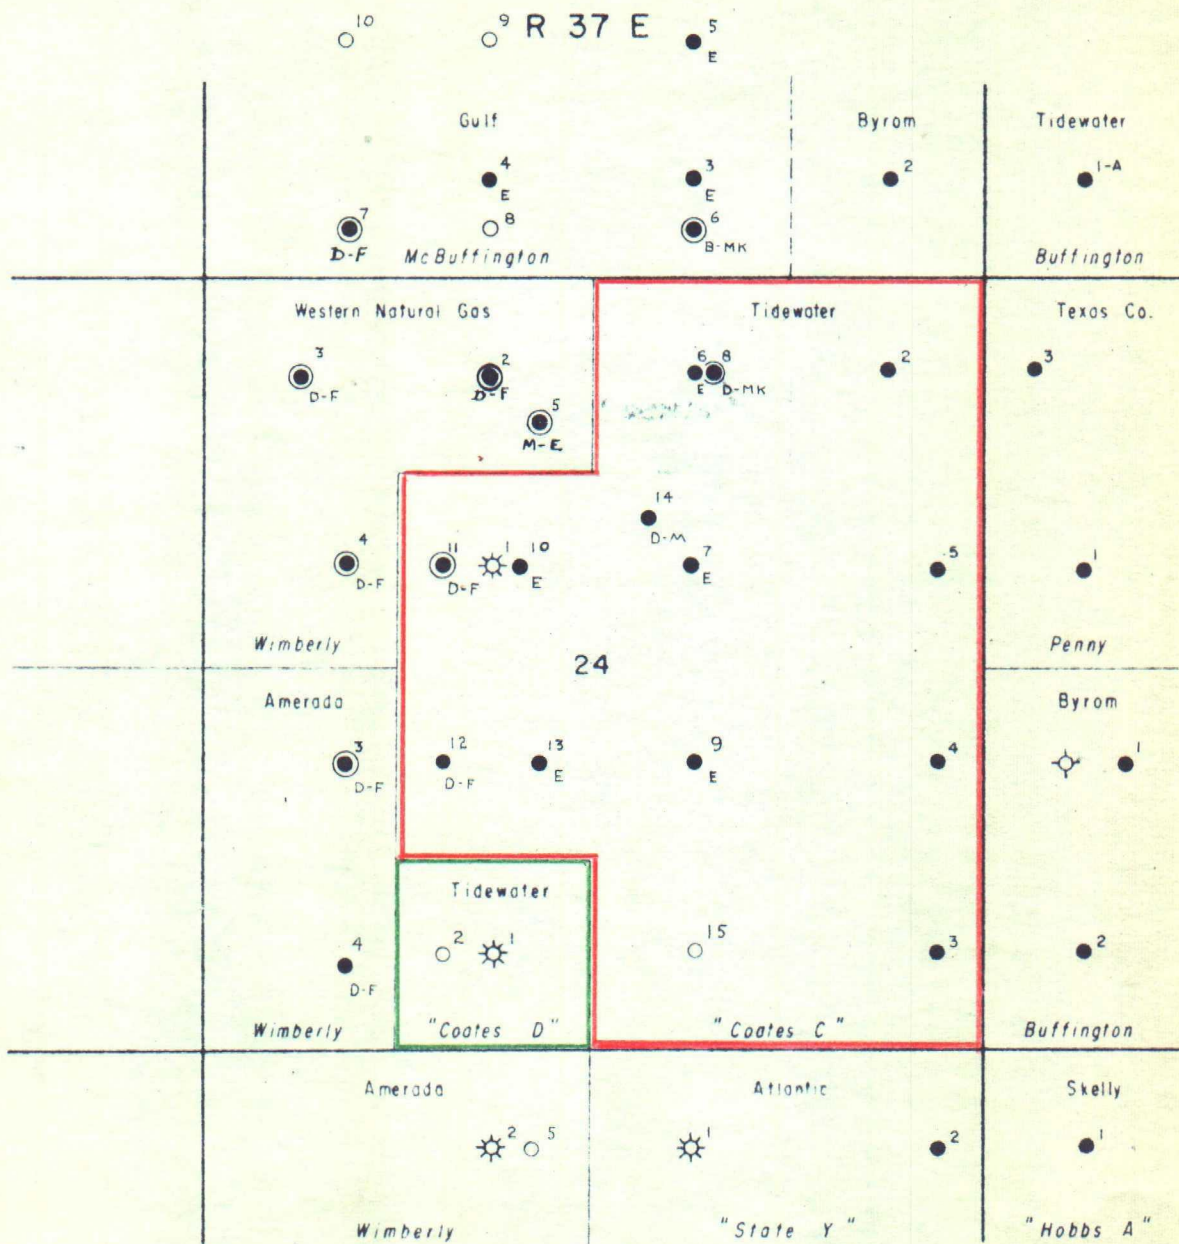 R 37 E
10 9 5
E
Gulf Byrom Tidewater
4 3 2 1-A
E E
7 8 6
D-F McBuffington B-MK Buffington
Western Natural Gas Tidewater Texas Co.
3 2 6 8 2 3
D-F D-F E D-MK
5
M-E
14
D-M
4 11 1 10 7 5 1
D-F D-F E E
Wimberly Penny
24
Amerada Byrom
3 12 13 9 4 1
D-F D-F E E
Tidewater
4 2 1 15 3 2
D-F
Wimberly "Coates D" "Coates C" Buffington
Amerada Atlantic Skelly
2 5 1 2 1
Wimberly "State Y" "Hobbs A"